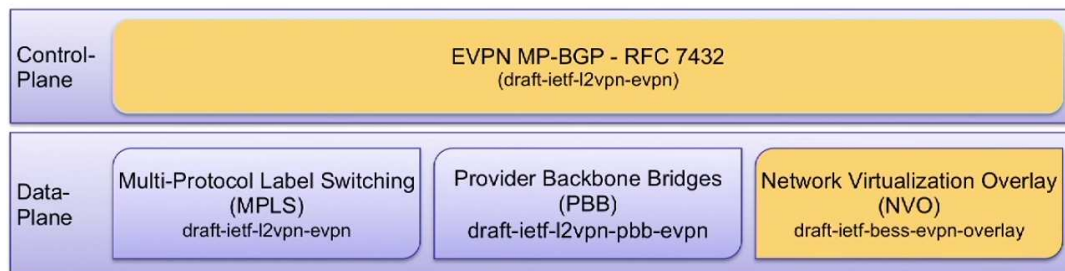 Control-
Plane
EVPN MP-BGP - RFC 7432
(draft-ietf-l2vpn-evpn)
Data-
Plane
Multi-Protocol Label Switching
(MPLS)
draft-ietf-l2vpn-evpn
Provider Backbone Bridges
(PBB)
draft-ietf-l2vpn-pbb-evpn
Network Virtualization Overlay
(NVO)
draft-ietf-bess-evpn-overlay